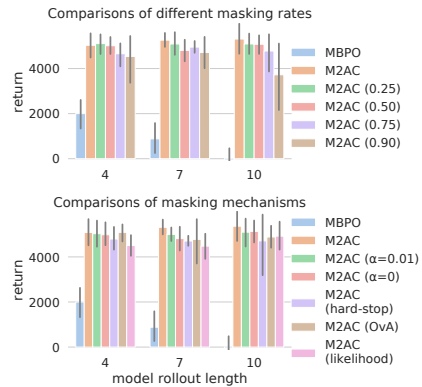 Comparisons of different masking rates
return
4000
2000
0
4
7
10
MBPO
M2AC
M2AC (0.25)
M2AC (0.50)
M2AC (0.75)
M2AC (0.90)
Comparisons of masking mechanisms
return
4000
2000
0
4
7
10
model rollout length
MBPO
M2AC
M2AC (α=0.01)
M2AC (α=0)
M2AC
(hard-stop)
M2AC (OvA)
M2AC
(likelihood)